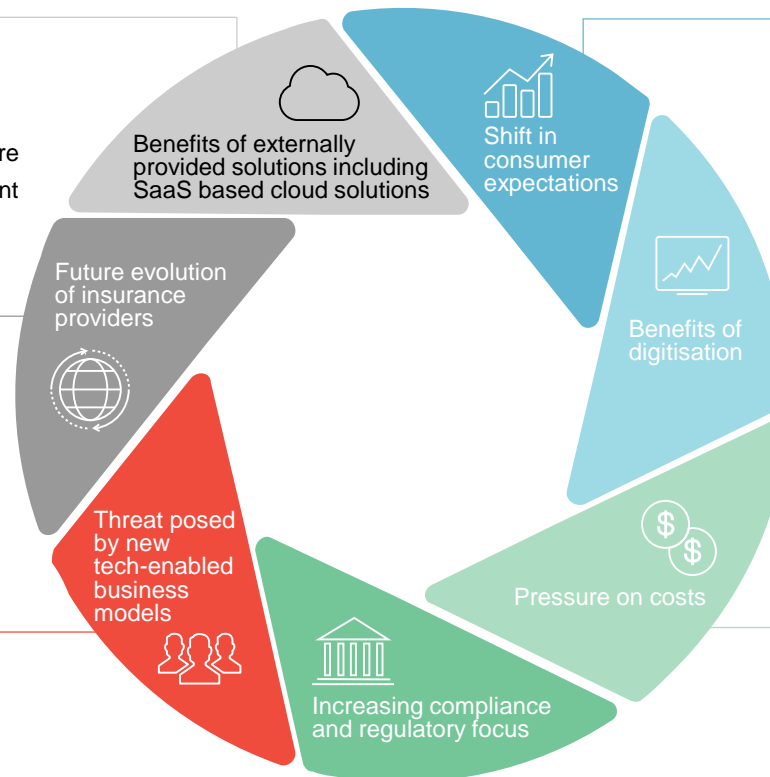 re
nt
Benefits of externally
provided solutions including
SaaS based cloud solutions
Shift in
consumer
expectations
Benefits of
digitisation
$
$
Pressure on costs
Increasing compliance
and regulatory focus
Threat posed
by new
tech-enabled
business
models
Future evolution
of insurance
providers